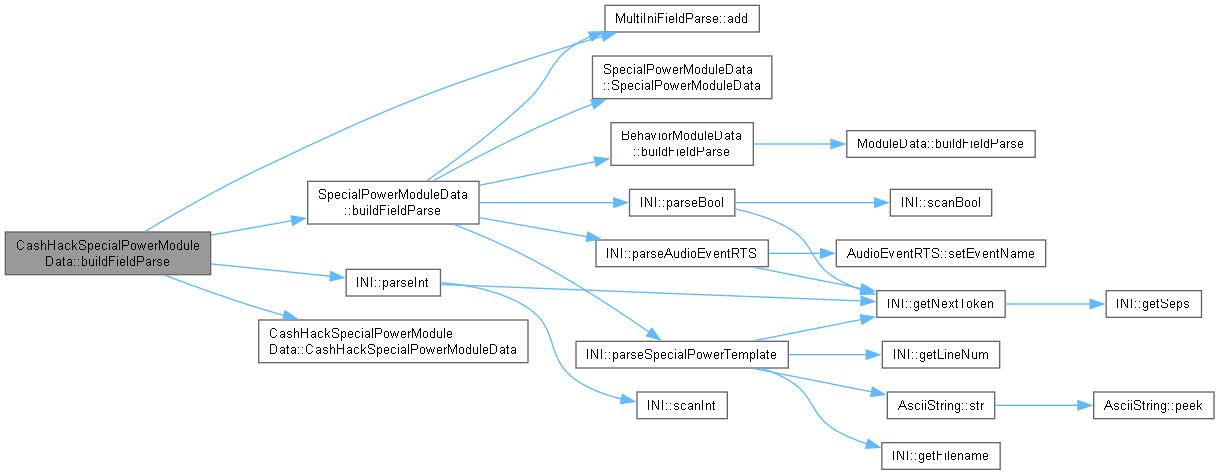 MultiIniFieldParse::add
SpecialPowerModuleData
::SpecialPowerModuleData
BehaviorModuleData
::buildFieldParse
ModuleData::buildFieldParse
SpecialPowerModuleData
::buildFieldParse
INI::parseBool
INI::scanBool
CashHackSpecialPowerModule
Data::buildFieldParse
INI::parseAudioEventRTS
AudioEventRTS::setEventName
INI::parseInt
INI::getNextToken
INI::getSeps
CashHackSpecialPowerModule
Data::CashHackSpecialPowerModuleData
INI::parseSpecialPowerTemplate
INI::getLineNum
INI::scanInt
AsciiString::str
AsciiString::peek
INI::getFilename